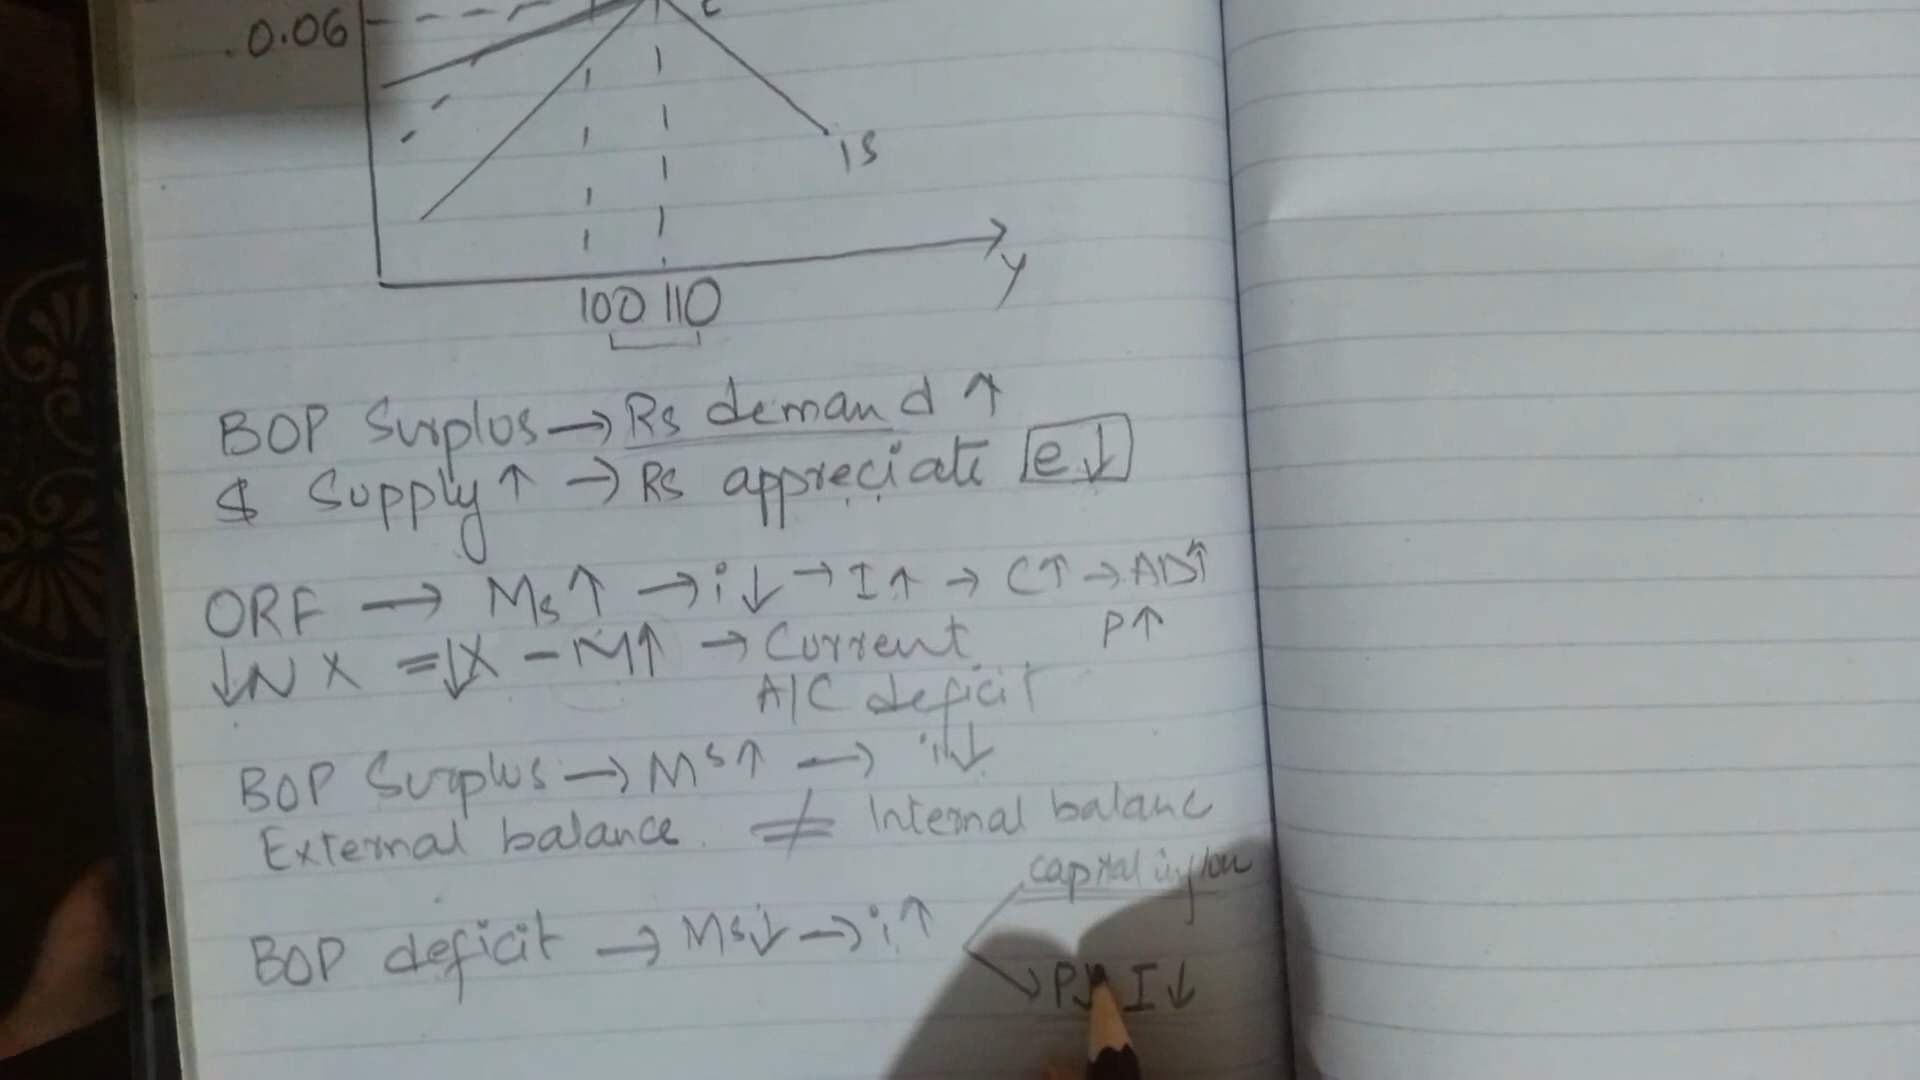 0.06
IS
y
100 110
BOP Surplus → Rs demand ↑
$ Supply ↑ → Rs appreciate e↓
ORF → Ms↑ → i↓ → I↑ → C↑ → AD↑
P↑
↓NX = ↓X - M↑ → Current
A/C deficit
BOP Surplus → Ms↑ → i↓
External balance ≠ Internal balanc
capital inflow
BOP deficit → Ms↓ → i↑
I↓